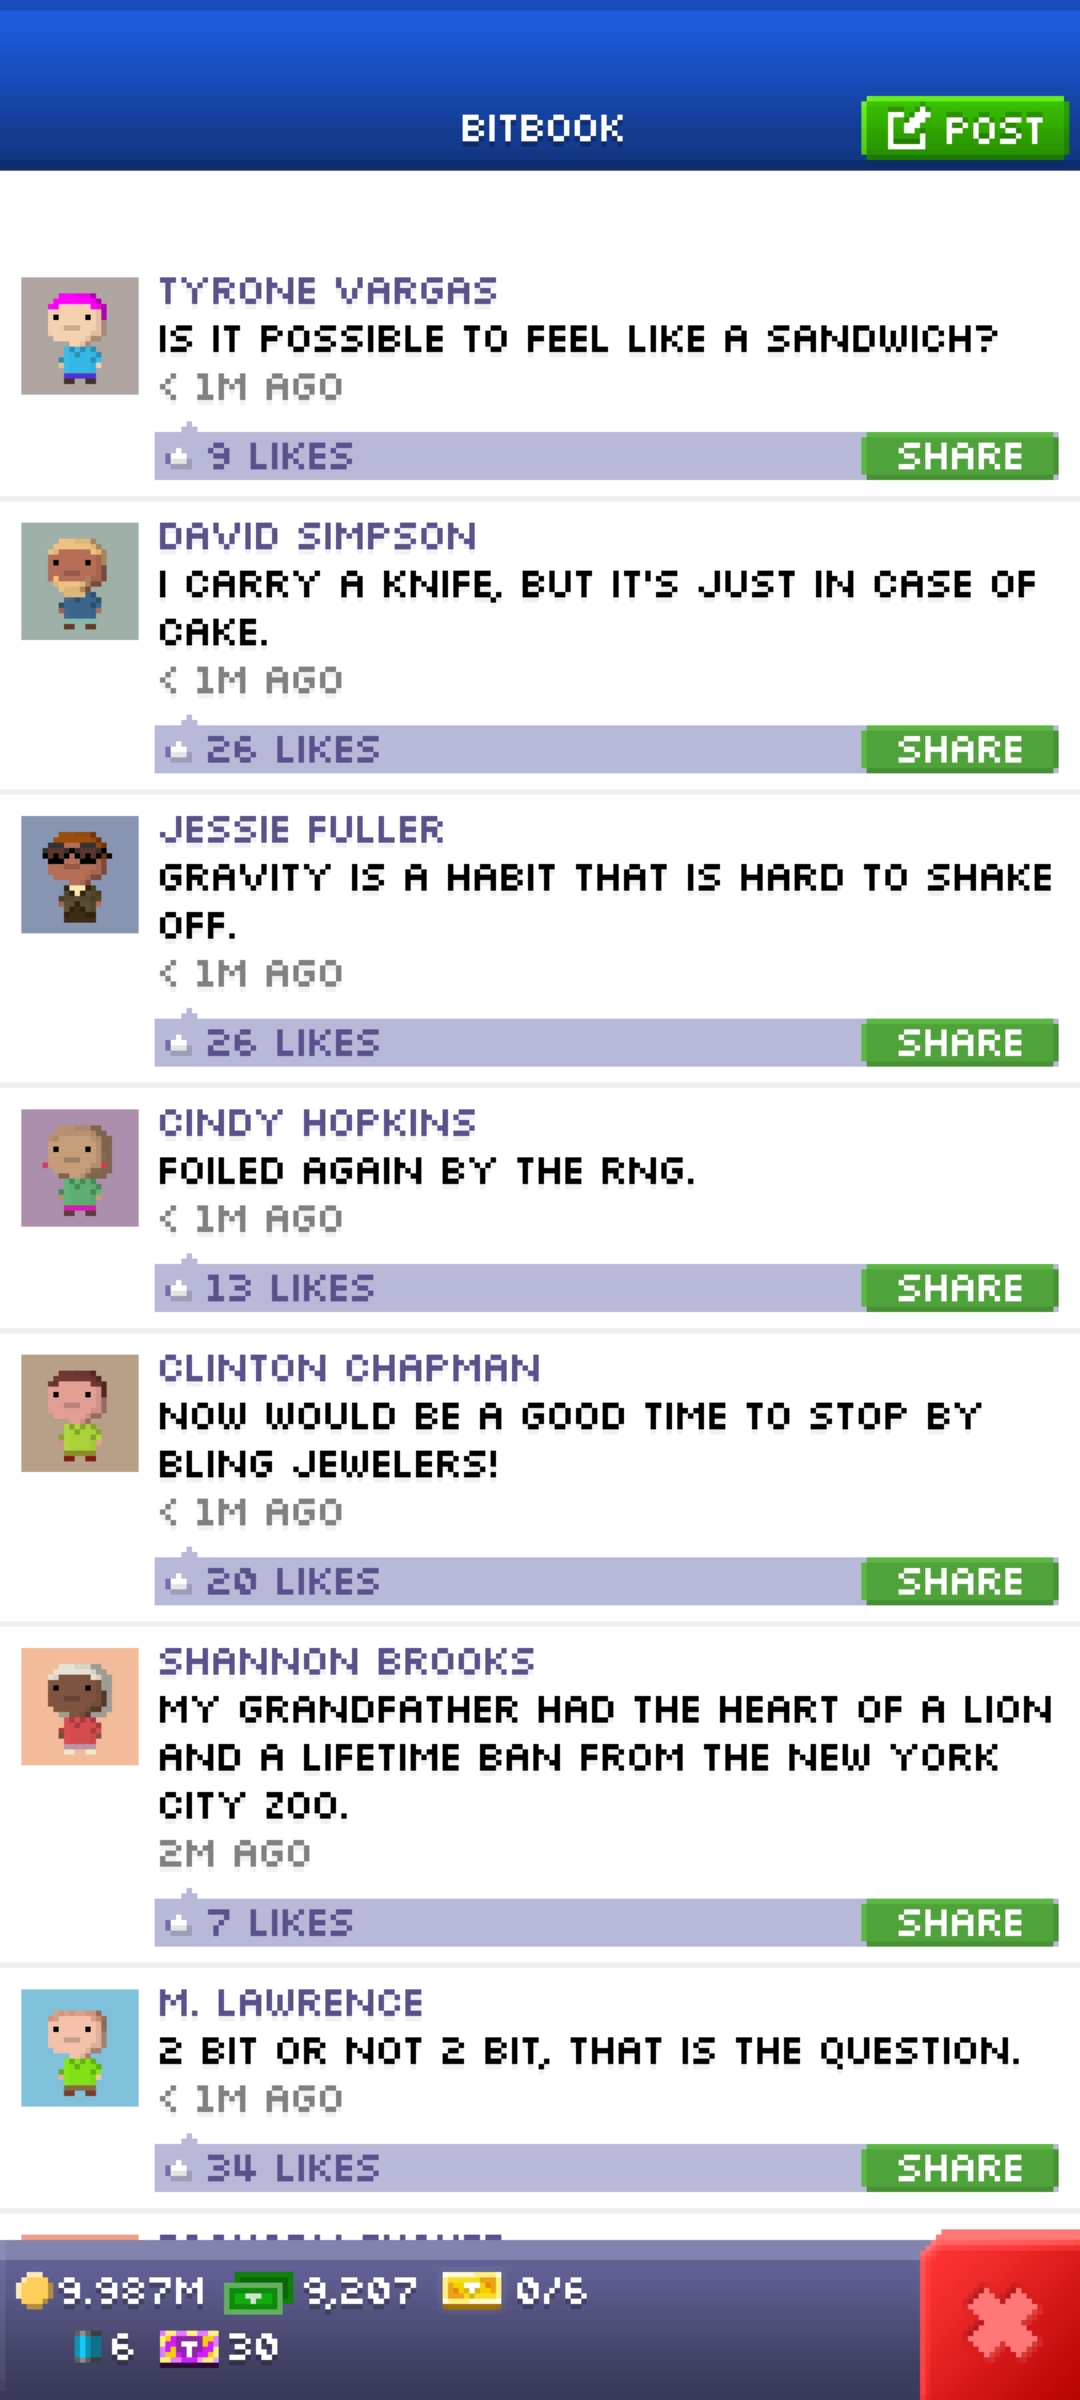 BITBOOK
POST
TYRONE VARGAS
IS IT POSSIBLE TO FEEL LIKE A SANDWICH?
< 1M AGO
9 LIKES
SHARE
DAVID SIMPSON
I CARRY A KNIFE, BUT IT'S JUST IN CASE OF
CAKE.
< 1M AGO
26 LIKES
SHARE
JESSIE FULLER
GRAVITY IS A HABIT THAT IS HARD TO SHAKE
OFF.
< 1M AGO
26 LIKES
SHARE
CINDY HOPKINS
FOILED AGAIN BY THE RNG.
< 1M AGO
13 LIKES
SHARE
CLINTON CHAPMAN
NOW WOULD BE A GOOD TIME TO STOP BY
BLING JEWELERS!
< 1M AGO
20 LIKES
SHARE
SHANNON BROOKS
MY GRANDFATHER HAD THE HEART OF A LION
AND A LIFETIME BAN FROM THE NEW YORK
CITY ZOO.
2M AGO
7 LIKES
SHARE
M. LAWRENCE
2 BIT OR NOT 2 BIT, THAT IS THE QUESTION.
< 1M AGO
34 LIKES
SHARE
9.987M 9,207 0/6
6 T 30